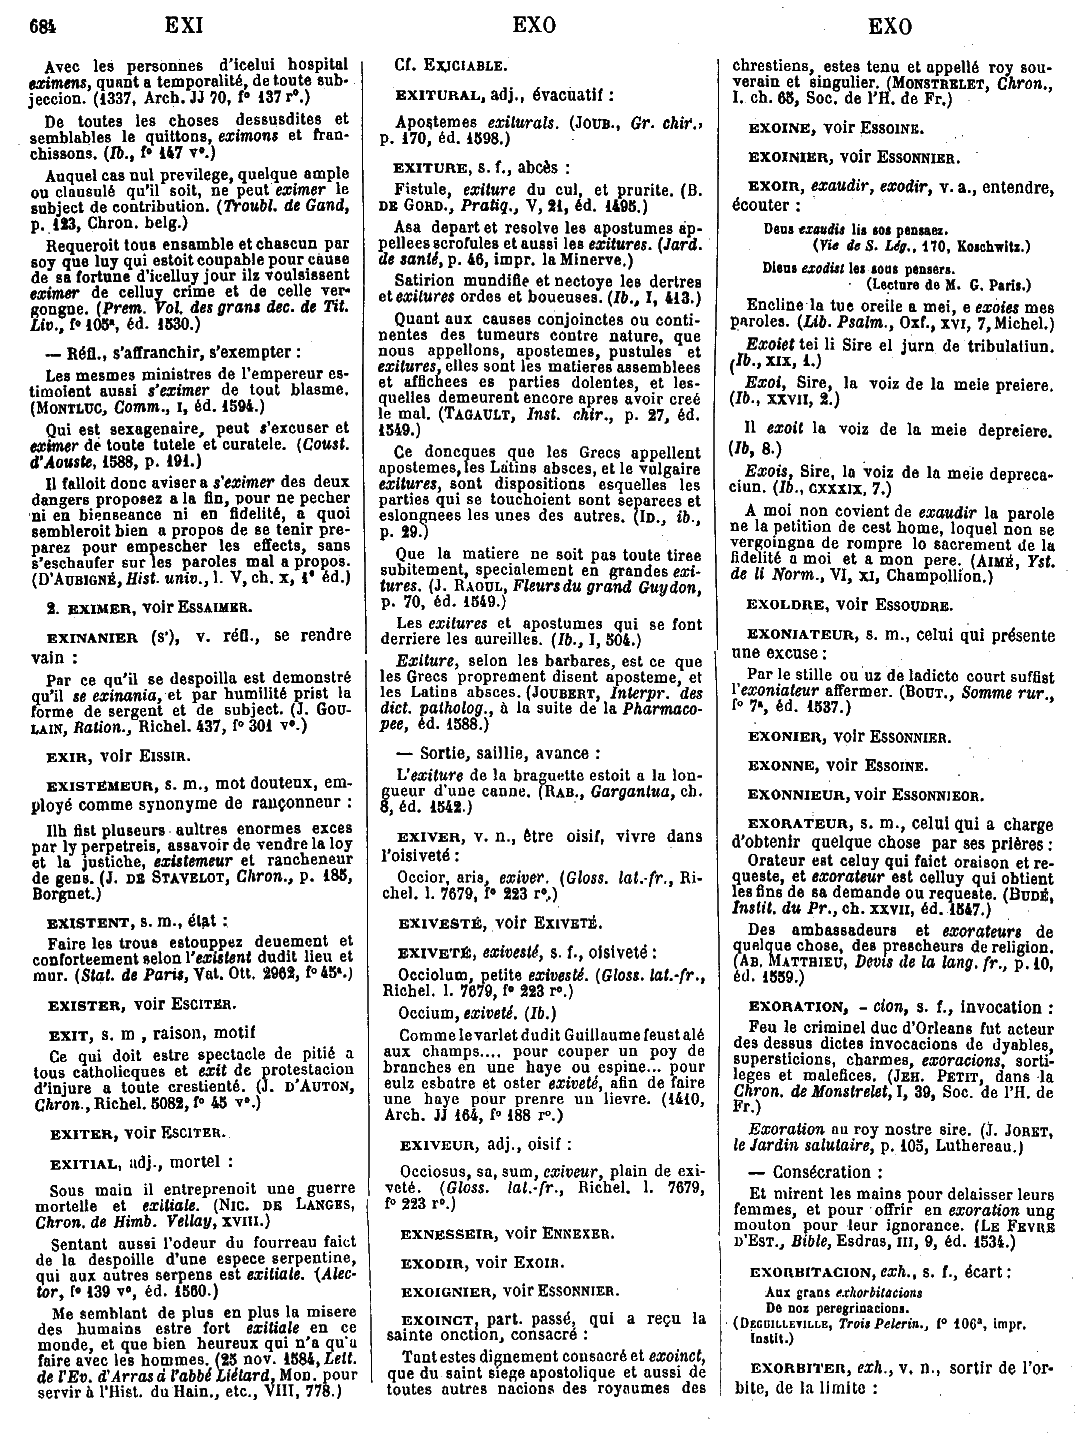 684 EXI EXO EXO
Avec les personnes d'icelui hospital
eximens, quant a temporalité, de toute sub-
jeccion. (1337, Arch. JJ 70, f° 137 r°.)
De toutes les choses dessusdites et
semblables le quittons, eximons et fran-
chissons. (Ib., f° 147 v°.)
Auquel cas nul previlege, quelque ample
ou clausulé qu'il soit, ne peut eximer le
subject de contribution. (Troubl. de Gand,
p. 123, Chron. belg.)
Requeroit tous ensamble et chascun par
soy que luy qui estoit coupable pour cause
de sa fortune d'icelluy jour ilz voulsissent
eximer de celluy crime et de celle ver-
gongne. (Prem. Vol. des grans dec. de Tit.
Liv., f° 105ª, éd. 1530.)
— Réfl., s'affranchir, s'exempter :
Les mesmes ministres de l'empereur es-
timoient aussi s'eximer de tout blasme.
(MONTLUC, Comm., I, éd. 1594.)
Qui est sexagenaire, peut s'excuser et
eximer de toute tutele et curatele. (Coust.
d'Aouste, 1588, p. 191.)
Il falloit donc aviser a s'eximer des deux
dangers proposez a la fin, pour ne pecher
ni en bienseance ni en fidelité, a quoi
sembleroit bien a propos de se tenir pre-
parez pour empescher les effects, sans
s'eschaufer sur les paroles mal a propos.
(D'AUBIGNÉ, Hist. univ., l. V, ch. X, 1ª éd.)
2. EXIMER, voir ESSAIMER.
EXINANIER (S'), v. réfl., se rendre
vain :
Par ce qu'il se despoilla est demonstré
qu'il se exinania, et par humilité prist la
forme de sergent et de subject. (J. GOU-
LAIN, Ration., Richel. 437, f° 301 v°.)
EXIR, voir EISSIR.
EXISTEMEUR, s. m., mot douteux, em-
ployé comme synonyme de rançonneur :
Ilh fist pluseurs aultres enormes exces
par ly perpetreis, assavoir de vendre la loy
et la justiche, existemeur et rancheneur
de gens. (J. DE STAVELOT, Chron., p. 185,
Borgnet.)
EXISTENT, s. m., état :
Faire les trous estouppez deuement et
conforteement selon l'existent dudit lieu et
mur. (Stat. de Paris, Vat. Ott. 2962, f° 45ª.)
EXISTER, voir ESCITER.
EXIT, s. m , raison, motif
Ce qui doit estre spectacle de pitié a
tous catholicques et exit de protestacion
d'injure a toute crestienté. (J. D'AUTON,
Chron., Richel. 5082, f° 45 v°.)
EXITER, voir ESCITER.
EXITIAL, adj., mortel :
Sous main il entreprenoit une guerre
mortelle et exitiale. (NIC. DE LANGES,
Chron. de Himb. Vellay, XVIII.)
Sentant aussi l'odeur du fourreau faict
de la despoille d'une espece serpentine,
qui aux autres serpens est exitiale. (Alec-
tor, f° 139 v°, éd. 1560.)
Me semblant de plus en plus la misere
des humains estre fort exitiale en ce
monde, et que bien heureux qui n'a qu'a
faire avec les hommes. (25 nov. 1584, Lett.
de l'Ev. d'Arras à l'abbé Liétard, Mon. pour
servir à l'Hist. du Hain., etc., VIII, 778.)
Cf. EXICIABLE.
EXITURAL, adj., évacuatif :
Apostemes exiturals. (JOUB., Gr. chir.,
p. 170, éd. 1598.)
EXITURE, s. f., abcès :
Fistule, exiture du cul, et prurite. (B.
DE GORD., Pratiq., V, 21, éd. 1495.)
Asa depart et resolve les apostumes ap-
pellees scrofules et aussi les exitures. (Jard.
de santé, p. 46, impr. la Minerve.)
Satirion mundifie et nectoye les dertres
et exitures ordes et boueuses. (Ib., I, 413.)
Quant aux causes conjoinctes ou conti-
nentes des tumeurs contre nature, que
nous appellons, apostemes, pustules et
exitures, elles sont les matieres assemblees
et affichees es parties dolentes, et les-
quelles demeurent encore apres avoir creé
le mal. (TAGAULT, Inst. chir., p. 27, éd.
1549.)
Ce doncques que les Grecs appellent
apostemes, les Latins absces, et le vulgaire
exitures, sont dispositions esquelles les
parties qui se touchoient sont separees et
eslongnees les unes des autres. (ID., ib.,
p. 29.)
Que la matiere ne soit pas toute tiree
subitement, specialement en grandes exi-
tures. (J. RAOUL, Fleurs du grand Guydon,
p. 70, éd. 1549.)
Les exitures et apostumes qui se font
derriere les aureilles. (Ib., I, 504.)
Exiture, selon les barbares, est ce que
les Grecs proprement disent aposteme, et
les Latins absces. (JOUBERT, Interpr. des
dict. patholog., à la suite de la Pharmaco-
pee, éd. 1588.)
— Sortie, saillie, avance :
L'exiture de la braguette estoit a la lon-
gueur d'une canne. (RAB., Gargantua, ch.
8, éd. 1542.)
EXIVER, v. n., être oisif, vivre dans
l'oisiveté :
Occior, aris, exiver. (Gloss. lat.-fr., Ri-
chel. l. 7679, f° 223 r°.)
EXIVESTÉ, voir EXIVETÉ.
EXIVETÉ, exivesté, s. f., oisiveté :
Occiolum, petite exivesté. (Gloss. lat.-fr.,
Richel. l. 7679, f° 223 r°.)
Occium, exiveté. (Ib.)
Comme le varlet dudit Guillaume feust alé
aux champs.... pour couper un poy de
branches en une haye ou espine... pour
eulz esbatre et oster exiveté, afin de faire
une haye pour prenre un lievre. (1410,
Arch. JJ 164, f° 188 r°.)
EXIVEUR, adj., oisif :
Occiosus, sa, sum, exiveur, plain de exi-
veté. (Gloss. lat.-fr., Richel. l. 7679,
f° 223 r°.)
EXNESSEIR, voir ENNEXER.
EXODIR, voir EXOIR.
EXOIGNIER, voir ESSONNIER.
EXOINCT, part. passé, qui a reçu la
sainte onction, consacré :
Tant estes dignement consacré et exoinct,
que du saint siege apostolique et aussi de
toutes autres nacions des royaumes des
chrestiens, estes tenu et appellé roy sou-
verain et singulier. (MONSTRELET, Chron.,
I. ch. 65, Soc. de l'H. de Fr.)
EXOINE, voir ESSOINE.
EXOINIER, voir ESSONNIER.
EXOIR, exaudir, exodir, v. a., entendre,
écouter :
Deus exaudis lis sos pensaez.
(Vie de S. Lég., 170, Koschwitz.)
Dieus exodist les sous pensers.
(Lecture de M. G. Paris.)
Encline la tue oreile a mei, e exoies mes
paroles. (Lib. Psalm., Oxf., XVI, 7, Michel.)
Exoiet tei li Sire el jurn de tribulatiun.
(Ib., XIX, 1.)
Exoi, Sire, la voiz de la meie preiere.
(Ib., XXVII, 2.)
Il exoit la voiz de la meie depreiere.
(Ib, 8.)
Exois, Sire, la voiz de la meie depreca-
ciun. (Ib., CXXXIX, 7.)
A moi non covient de exaudir la parole
ne la petition de cest home, loquel non se
vergoingna de rompre lo sacrement de la
fidelité a moi et a mon pere. (AIMÉ, Yst.
de li Norm., VI, XI, Champollion.)
EXOLDRE, voir ESSOUDRE.
EXONIATEUR, s. m., celui qui présente
une excuse :
Par le stille ou uz de ladicte court suffist
l'exoniateur affermer. (BOUT., Somme rur.,
f° 7ª, éd. 1537.)
EXONIER, voir ESSONNIER.
EXONNE, voir ESSOINE.
EXONNIEUR, voir ESSONNIEOR.
EXORATEUR, s. m., celui qui a charge
d'obtenir quelque chose par ses prières :
Orateur est celuy qui faict oraison et re-
queste, et exorateur est celluy qui obtient
les fins de sa demande ou requeste. (BUDÉ,
Instit. du Pr., ch. XXVII, éd. 1547.)
Des ambassadeurs et exorateurs de
quelque chose, des prescheurs de religion.
(AB. MATTHIEU, Devis de la lang. fr., p. 10,
éd. 1559.)
EXORATION, - cion, s. f., invocation :
Feu le criminel duc d'Orleans fut acteur
des dessus dictes invocacions de dyables,
supersticions, charmes, exoracions, sorti-
leges et malefices. (JEH. PETIT, dans la
Chron. de Monstrelet, I, 39, Soc. de l'H. de
Fr.)
Exoration au roy nostre sire. (J. JORET,
le Jardin salutaire, p. 105, Luthereau.)
— Consécration :
Et mirent les mains pour delaisser leurs
femmes, et pour offrir en exoration ung
mouton pour leur ignorance. (LE FEVRE
D'EST., Bible, Esdras, III, 9, éd. 1534.)
EXORBITACION, exh., s. f., écart :
Aux grans exhorbitacions
De noz peregrinacions.
(DEGUILLEVILLE, Trois Pelerin., f° 106ª, impr.
Instit.)
EXORBITER, exh., v. n., sortir de l'or-
bite, de la limite :